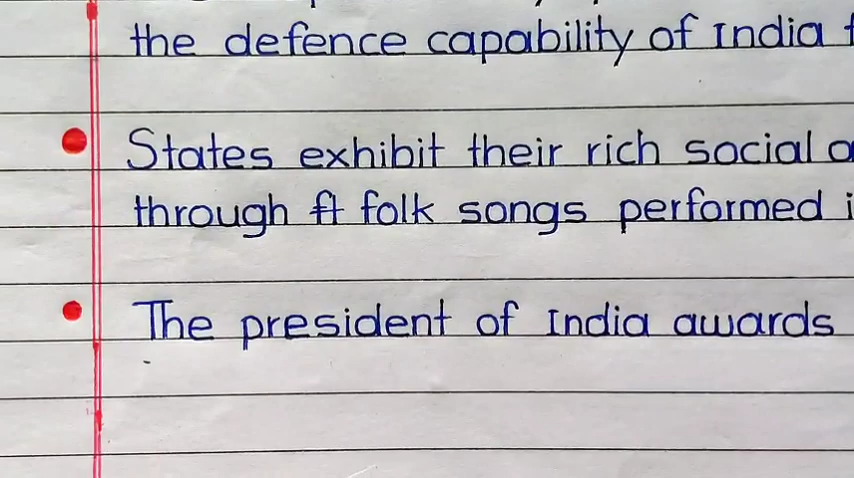 the defence capability of India
States exhibit their rich social
through folk songs performed
The president of India awards